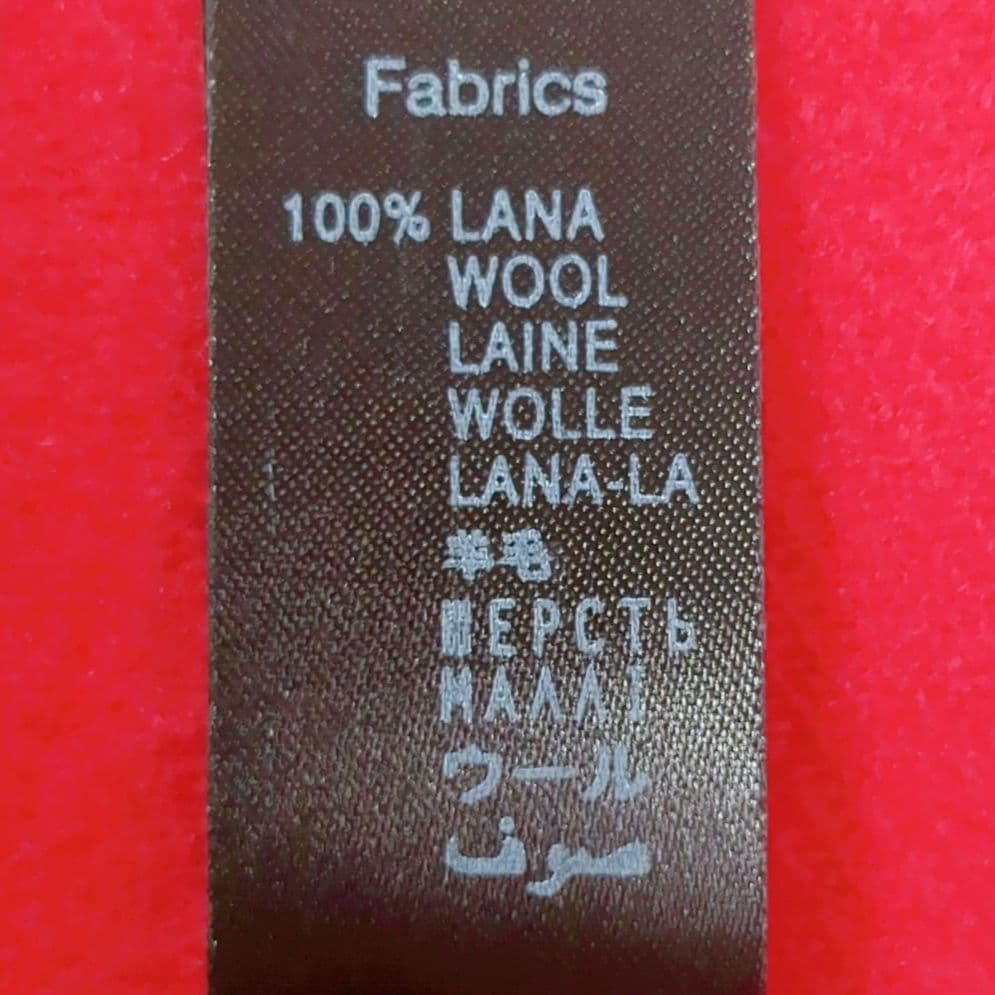 Fabrics
100% LANA
WOOL
LAINE
WOLLE
LANA-LA
羊毛
ШЕРСТЬ
ΜΑΛΛΙ
ウール
صوف